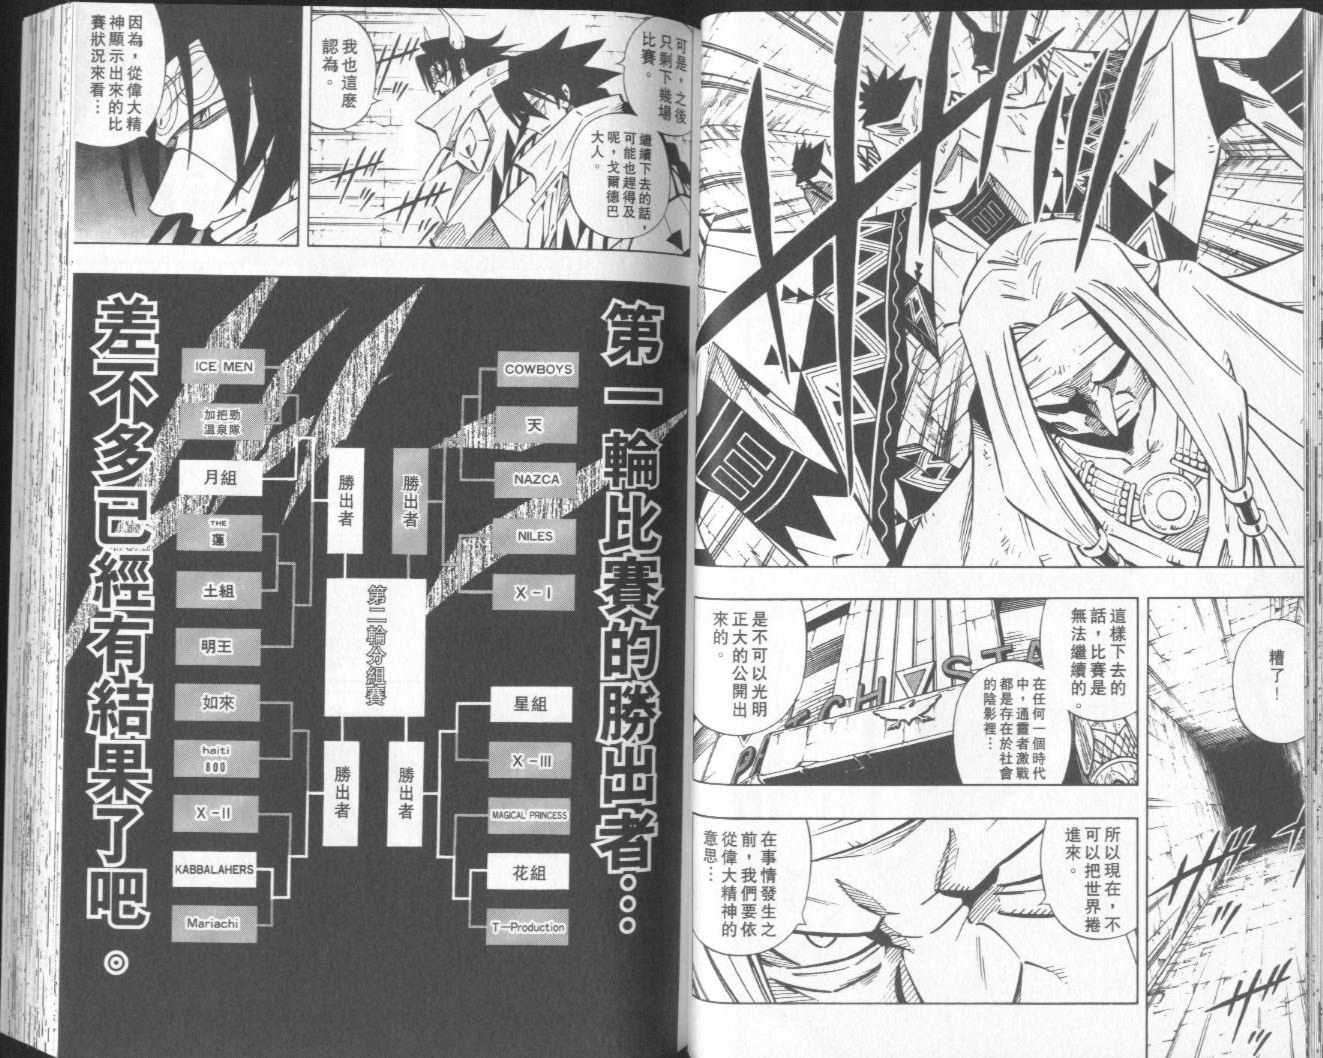 糟了！
這樣下去的
話，比賽是
無法繼續的。
在任何一個時代
中，通靈者激戰
都是存在於社會
的陰影裡…
是不可以光明
正大的公開出
來的。
所以現在，不
可以把世界捲
進來。
在事情發生之
前，我們要依
從偉大精神的
意思…
可是，之後
只剩下幾場
比賽。
繼續下去的話，
可能也趕得及
呢，戈爾德巴
大人。
我也這麼
認為。
因為，從偉大精
神顯示出來的比
賽狀況來看…
第一輪比賽的勝出者…
COWBOYS
天
NAZCA
NILES
X-I
星組
X-III
MAGICAL PRINCESS
花組
T-Production
勝出者
勝出者
第二輪分組賽
勝出者
勝出者
ICE MEN
加把勁
溫泉隊
月組
THE
蓮
土組
明王
如來
haiti
800
X-II
KABBALAHERS
Mariachi
差不多已經有結果了吧。